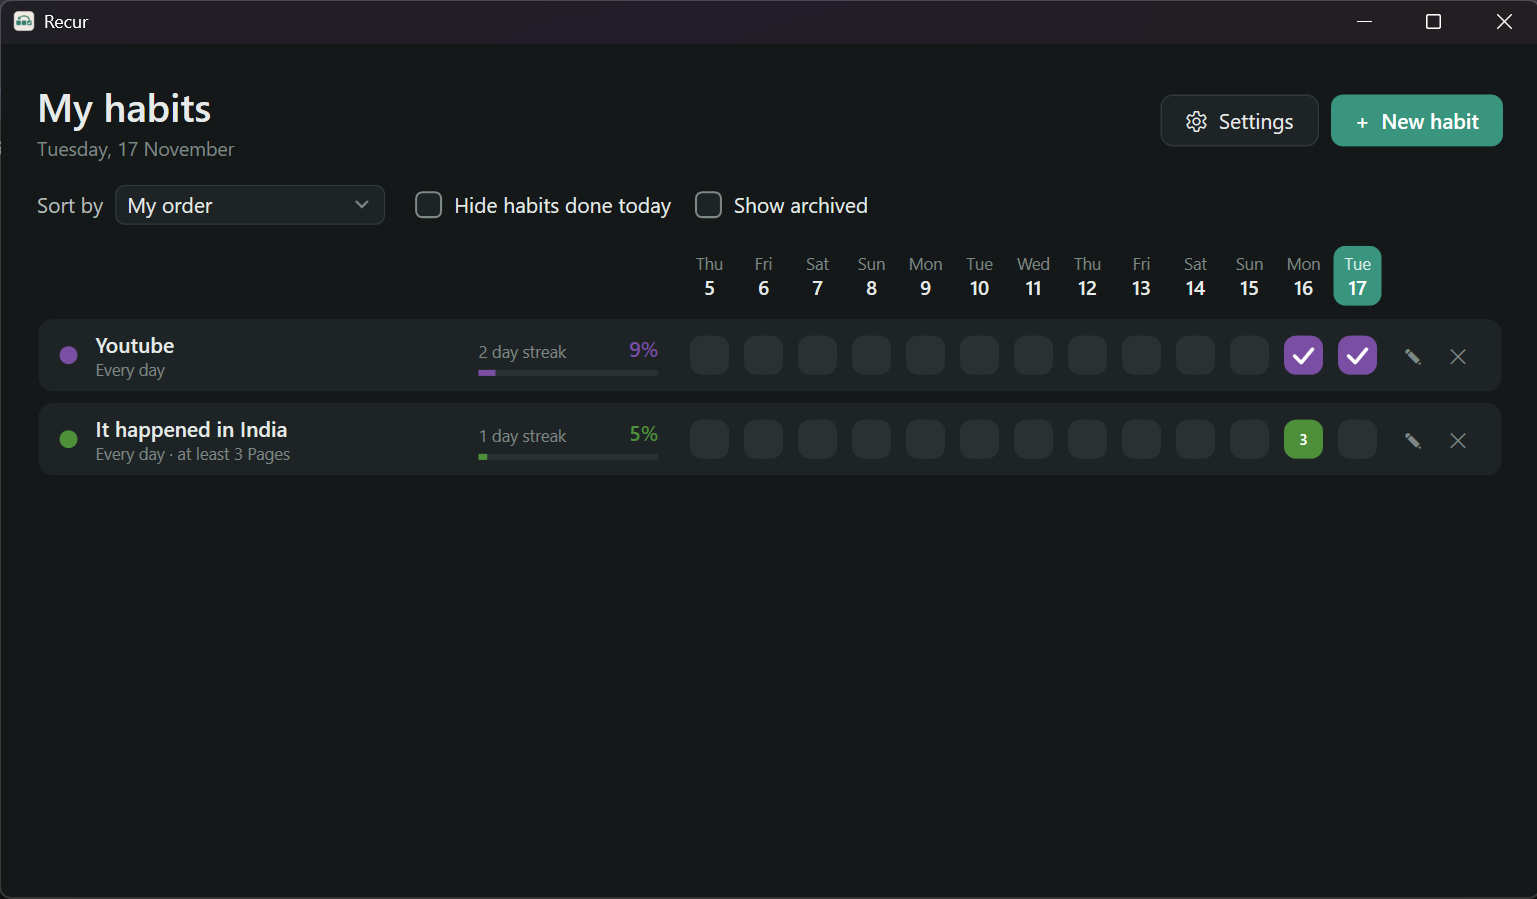 Recur
My habits
Tuesday, 17 November
Settings
+ New habit
Sort by My order Hide habits done today Show archived
Thu Fri Sat Sun Mon Tue Wed Thu Fri Sat Sun Mon Tue
5 6 7 8 9 10 11 12 13 14 15 16 17
Youtube
Every day
2 day streak 9%
It happened in India
Every day · at least 3 Pages
1 day streak 5%
3